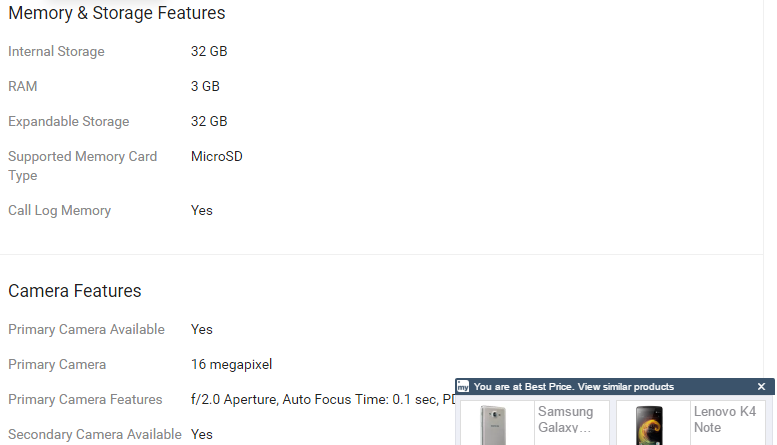 Memory & Storage Features
Internal Storage 32 GB
RAM 3 GB
Expandable Storage 32 GB
Supported Memory Card MicroSD
Type
Call Log Memory Yes
Camera Features
Primary Camera Available Yes
Primary Camera 16 megapixel
Primary Camera Features f/2.0 Aperture, Auto Focus Time: 0.1 sec,
Secondary Camera Available Yes
my You are at Best Price. View similar products ×
Samsung
Galaxy...
Lenovo K4
Note